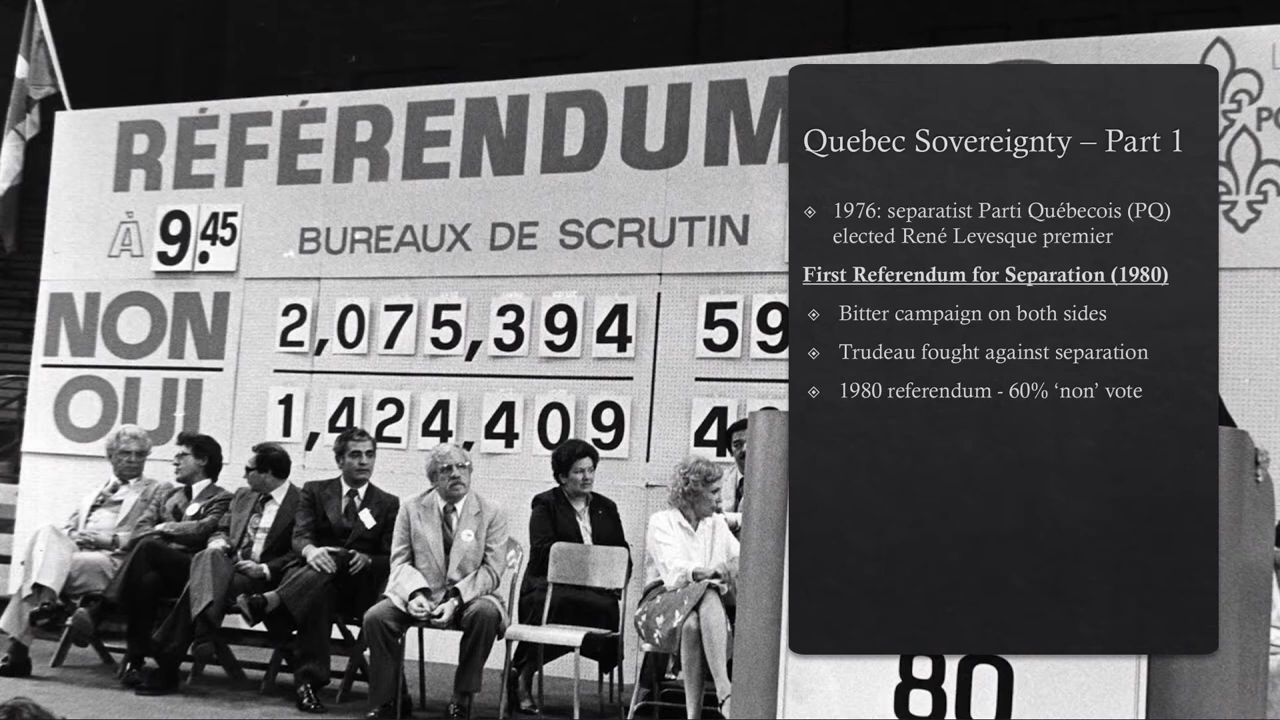 RÉFÉRENDUM
À 9.45
BUREAUX DE SCRUTIN
NON 2,075,394 59
OUI 1,424,409 4
80
Quebec Sovereignty – Part 1
1976: separatist Parti Québecois (PQ)
elected René Levesque premier
First Referendum for Separation (1980)
Bitter campaign on both sides
Trudeau fought against separation
1980 referendum - 60% ‘non’ vote